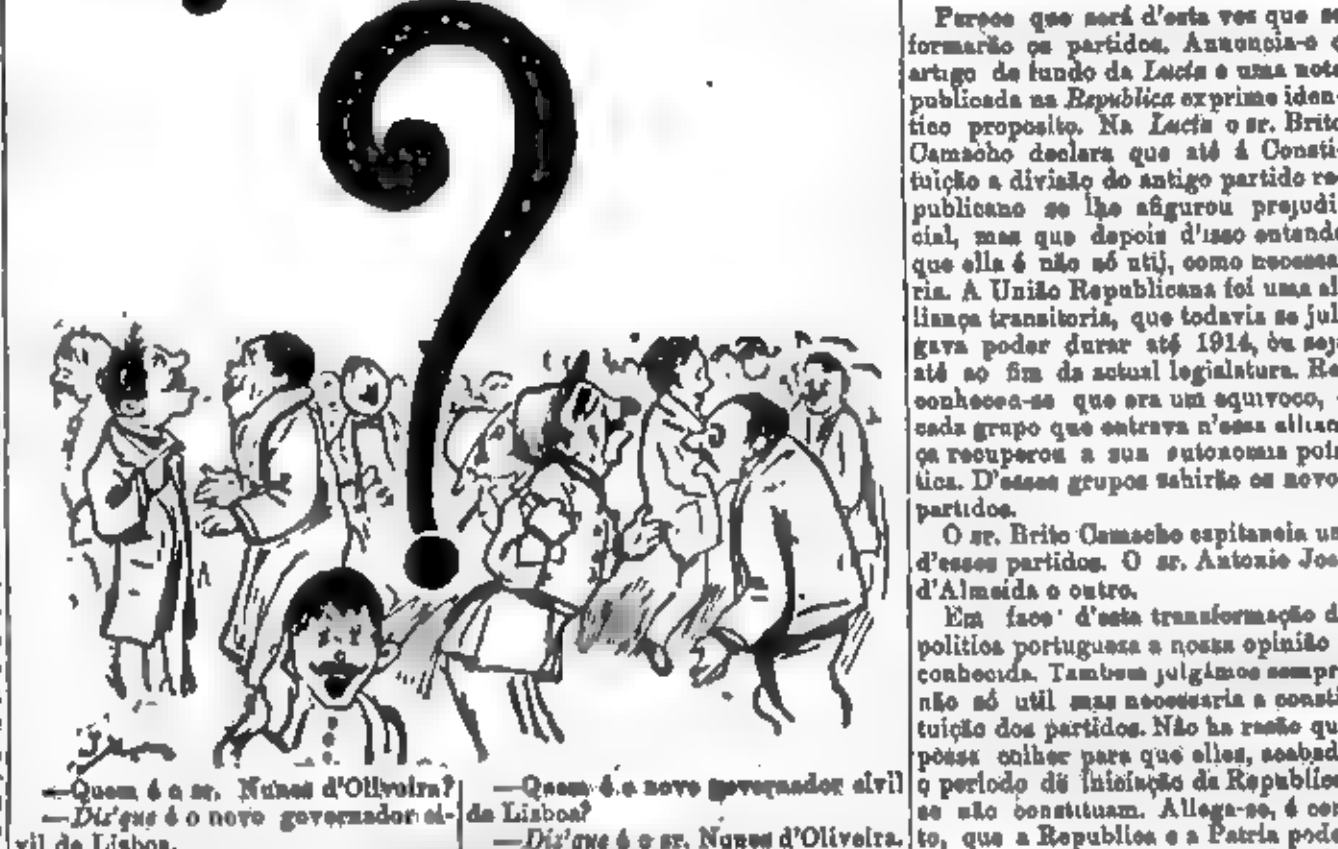 ?
—Quem é o sr. Nunes d'Oliveira?
—Diz'que é o novo governador ci-
vil de Lisboa.
—Quem é o novo governador civil
de Lisboa?
—Diz'que é o sr. Nunes d'Oliveira.
Parece que será d'esta vez que se
formarão os partidos. Annuncia-o o
artigo de fundo da Lucta e uma nota
publicada na Republica exprime iden-
tico proposito. Na Lucta o sr. Brito
Camacho declara que até á Consti-
tuição a divisão do antigo partido re-
publicano se lhe afigurou prejudi-
cial, mas que depois d'isso entende
que ella é não só util, como necessa-
ria. A União Republicana foi uma al-
liança transitoria, que todavia se jul-
gava poder durar até 1914, ou seja
até ao fim da actual legislatura. Re-
conheceu-se que era um equivoco,
cada grupo que entrava n'essa allian-
ça recuperou a sua autonomia poli-
tica. D'esses grupos sahirão os novos
partidos.
O sr. Brito Camacho capitaneia um
d'esses partidos. O sr. Antonio José
d'Almeida o outro.
Em face d'esta transformação da
politica portuguesa a nossa opinião
conhecida. Tambem julgámos sempre
não só util mas necessaria a consti-
tuição dos partidos. Não ha rasão que
possa colher para que elles, acabado
o periodo de iniciação da Republica
se não constituam. Allega-se, é cer-
to, que a Republica e a Patria pode